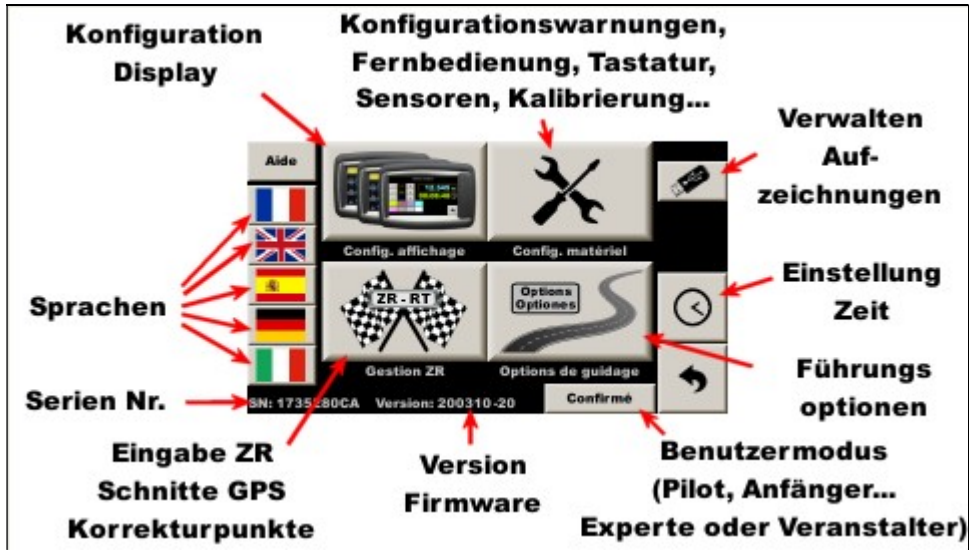 Konfiguration
Display
Konfigurationswarnungen,
Fernbedienung, Tastatur,
Sensoren, Kalibrierung...
Verwalten
Auf-
zeichnungen
Aide
Config. affichage
Config. matériel
Sprachen
ZR - RT
Options
Optiones
Einstellung
Zeit
Gestion ZR
Options de guidage
Führungs
optionen
Serien Nr.
Version: 200310-20
Confirmé
Eingabe ZR
Schnitte GPS
Korrekturpunkte
Version
Firmware
Benutzermodus
(Pilot, Anfänger...
Experte oder Veranstalter)